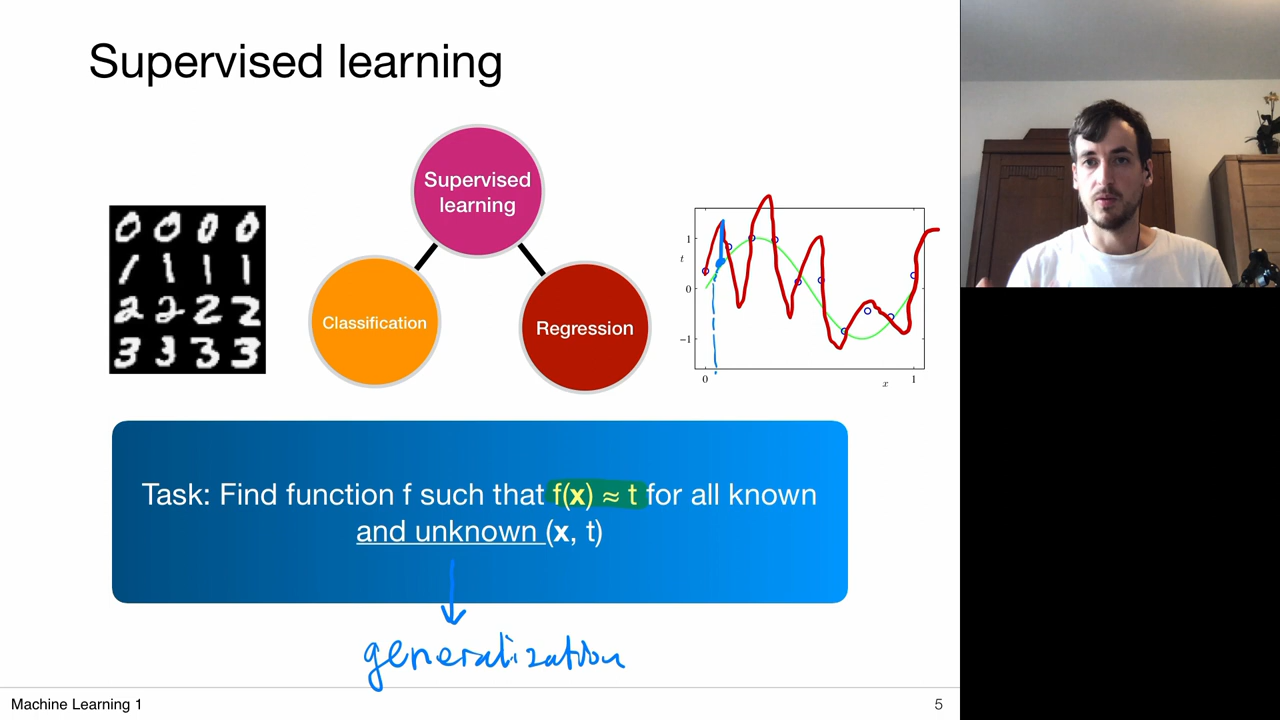 Supervised learning
Supervised
learning
Classification
Regression
1
t
0
−1
0
x
1
Task: Find function f such that f(x) ≈ t for all known
and unknown (x, t)
generalization
Machine Learning 1
5